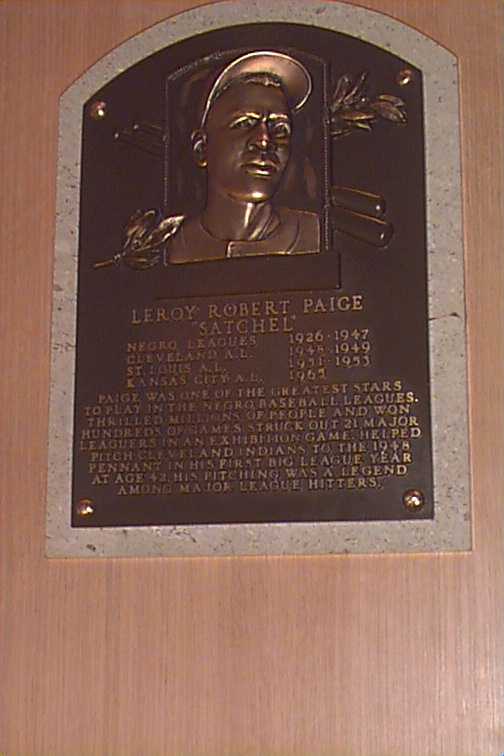 LEROY ROBERT PAIGE
"SATCHEL"
NEGRO LEAGUES 1926-1947
CLEVELAND A.L. 1948-1949
ST. LOUIS A.L. 1951-1953
KANSAS CITY A.L. 1965
PAIGE WAS ONE OF THE GREATEST STARS
TO PLAY IN THE NEGRO BASEBALL LEAGUES.
THRILLED MILLIONS OF PEOPLE AND WON
HUNDREDS OF GAMES. STRUCK OUT 21 MAJOR
LEAGUERS IN AN EXHIBITION GAME. HELPED
PITCH CLEVELAND INDIANS TO THE 1948
PENNANT IN HIS FIRST BIG LEAGUE YEAR
AT AGE 42. HIS PITCHING WAS A LEGEND
AMONG MAJOR LEAGUE HITTERS.